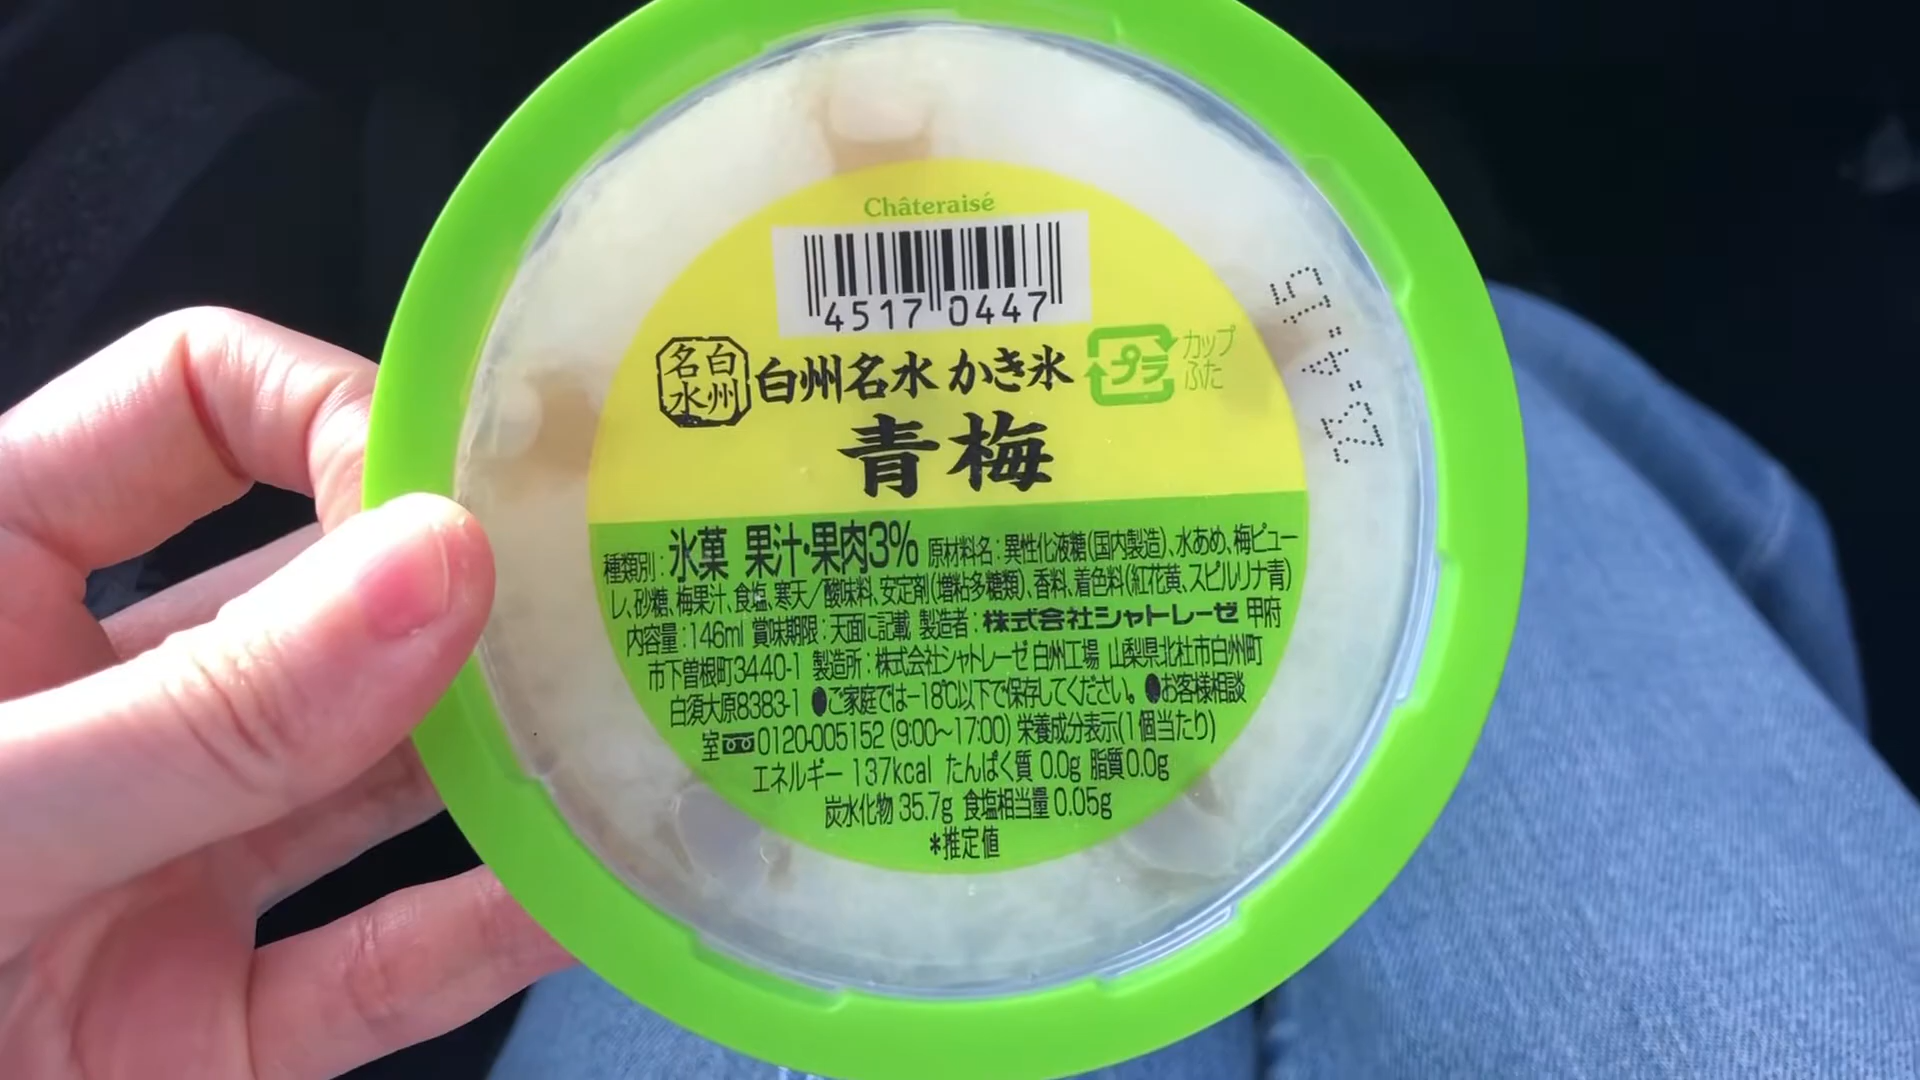 Châteraisé
4517 0447
名水 白州
白州名水 かき氷
プラ
カップ
ふた
青梅
23.4.15
種類別:氷菓 果汁・果肉3% 原材料名:異性化液糖(国内製造)、水あめ、梅ピュー
レ、砂糖、梅果汁、食塩、寒天/酸味料、安定剤(増粘多糖類)、香料、着色料(紅花黄、スピルリナ青)
内容量:146ml 賞味期限:天面に記載 製造者:株式会社シャトレーゼ 甲府
市下曽根町3440-1 製造所:株式会社シャトレーゼ 白州工場 山梨県北杜市白州町
白須大原8383-1 ●ご家庭では-18℃以下で保存してください。●お客様相談
室 0120-005152 (9:00~17:00) 栄養成分表示(1個当たり)
エネルギー 137kcal たんぱく質 0.0g 脂質0.0g
炭水化物 35.7g 食塩相当量 0.05g
*推定値